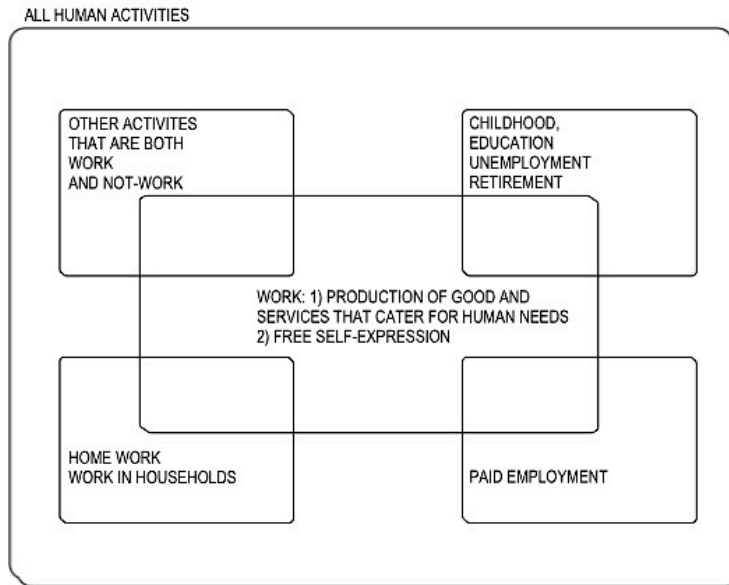 ALL HUMAN ACTIVITIES
OTHER ACTIVITES
THAT ARE BOTH
WORK
AND NOT-WORK
CHILDHOOD,
EDUCATION
UNEMPLOYMENT
RETIREMENT
WORK: 1) PRODUCTION OF GOOD AND
SERVICES THAT CATER FOR HUMAN NEEDS
2) FREE SELF-EXPRESSION
HOME WORK
WORK IN HOUSEHOLDS
PAID EMPLOYMENT